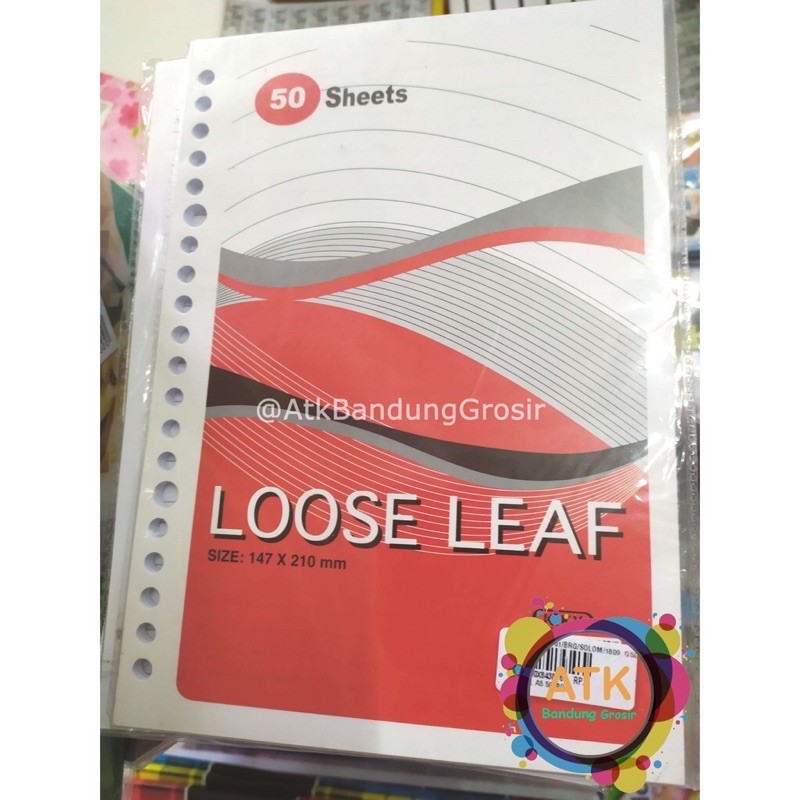 50 Sheets
@AtkBandungGrosir
LOOSE LEAF
SIZE: 147 X 210 mm
ATK
Bandung Grosir